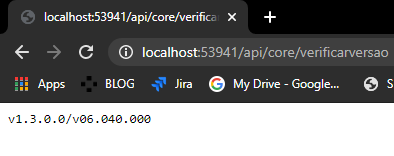 localhost:53941/api/core/verifica
localhost:53941/api/core/verificarversao
Apps BLOG Jira My Drive - Google... S
v1.3.0.0/v06.040.000